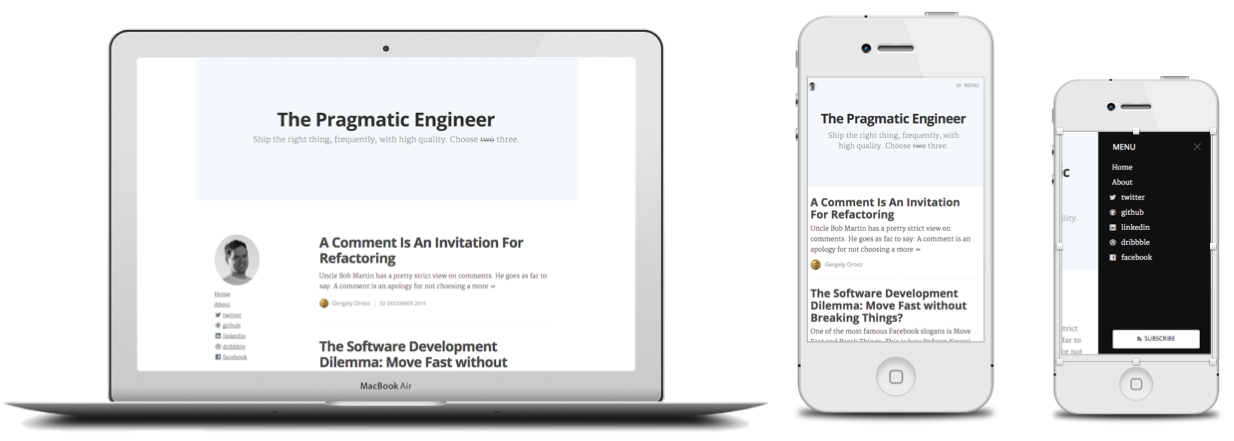 The Pragmatic Engineer
Ship the right thing, frequently, with high quality. Choose two three.
A Comment Is An Invitation For
Refactoring
Uncle Bob Martin has a pretty strict view on comments. He goes as far to
say: A comment is an apology for not choosing a more »
Gergely Orosz
02 DECEMBER 2015
Home
About
twitter
github
linkedin
dribbble
facebook
The Software Development
Dilemma: Move Fast without
MacBook Air
MENU
The Pragmatic Engineer
Ship the right thing, frequently, with
high quality. Choose two three.
A Comment Is An Invitation
For Refactoring
Uncle Bob Martin has a pretty strict view on
comments. He goes as far to say: A comment is an
apology for not choosing a more »
Gergely Orosz
The Software Development
Dilemma: Move Fast without
Breaking Things?
One of the most famous Facebook slogans is Move
c
ility.
trict
far to
or not
MENU
Home
About
twitter
github
linkedin
dribbble
facebook
SUBSCRIBE